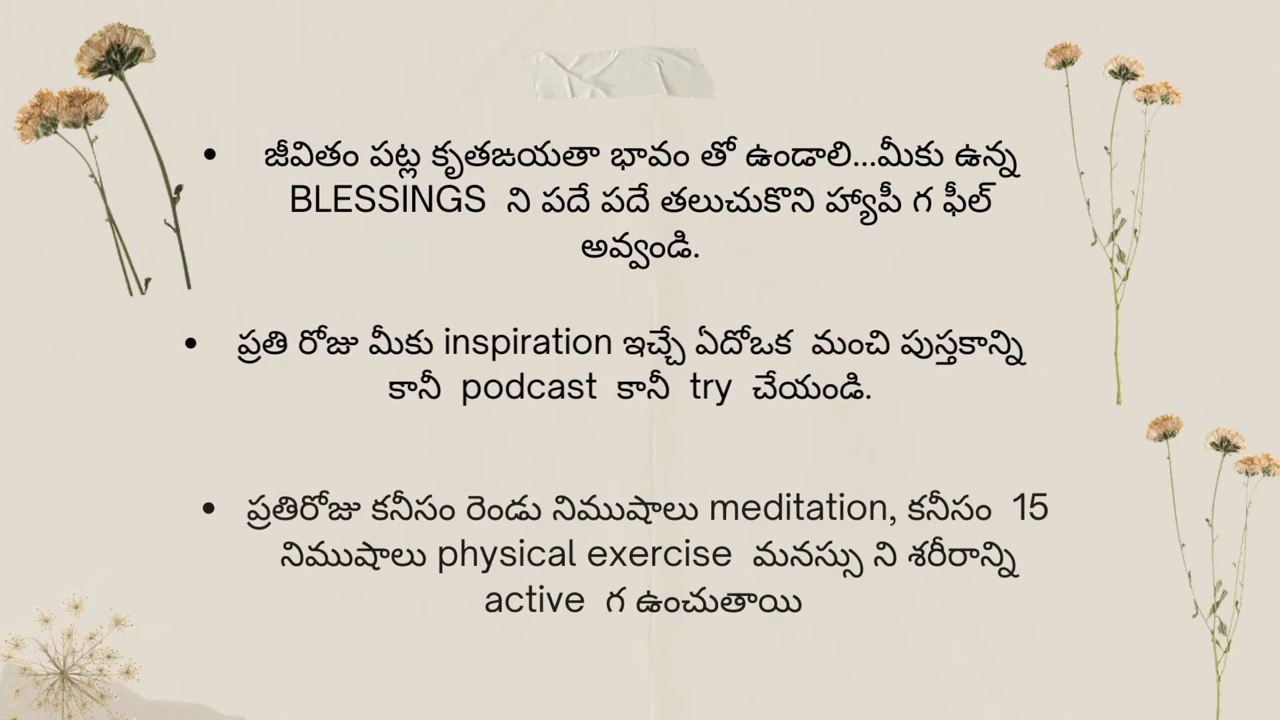 • జీవితం పట్ల కృతఙయతా భావం తో ఉండాలి...మీకు ఉన్న
BLESSINGS ని పదే పదే తలుచుకొని హ్యాపీ గ ఫీల్
అవ్వండి.
• ప్రతి రోజు మీకు inspiration ఇచ్చే ఏదోఒక మంచి పుస్తకాన్ని
కానీ podcast కానీ try చేయండి.
• ప్రతిరోజు కనీసం రెండు నిముషాలు meditation, కనీసం 15
నిముషాలు physical exercise మనస్సు ని శరీరాన్ని
active గ ఉంచుతాయి